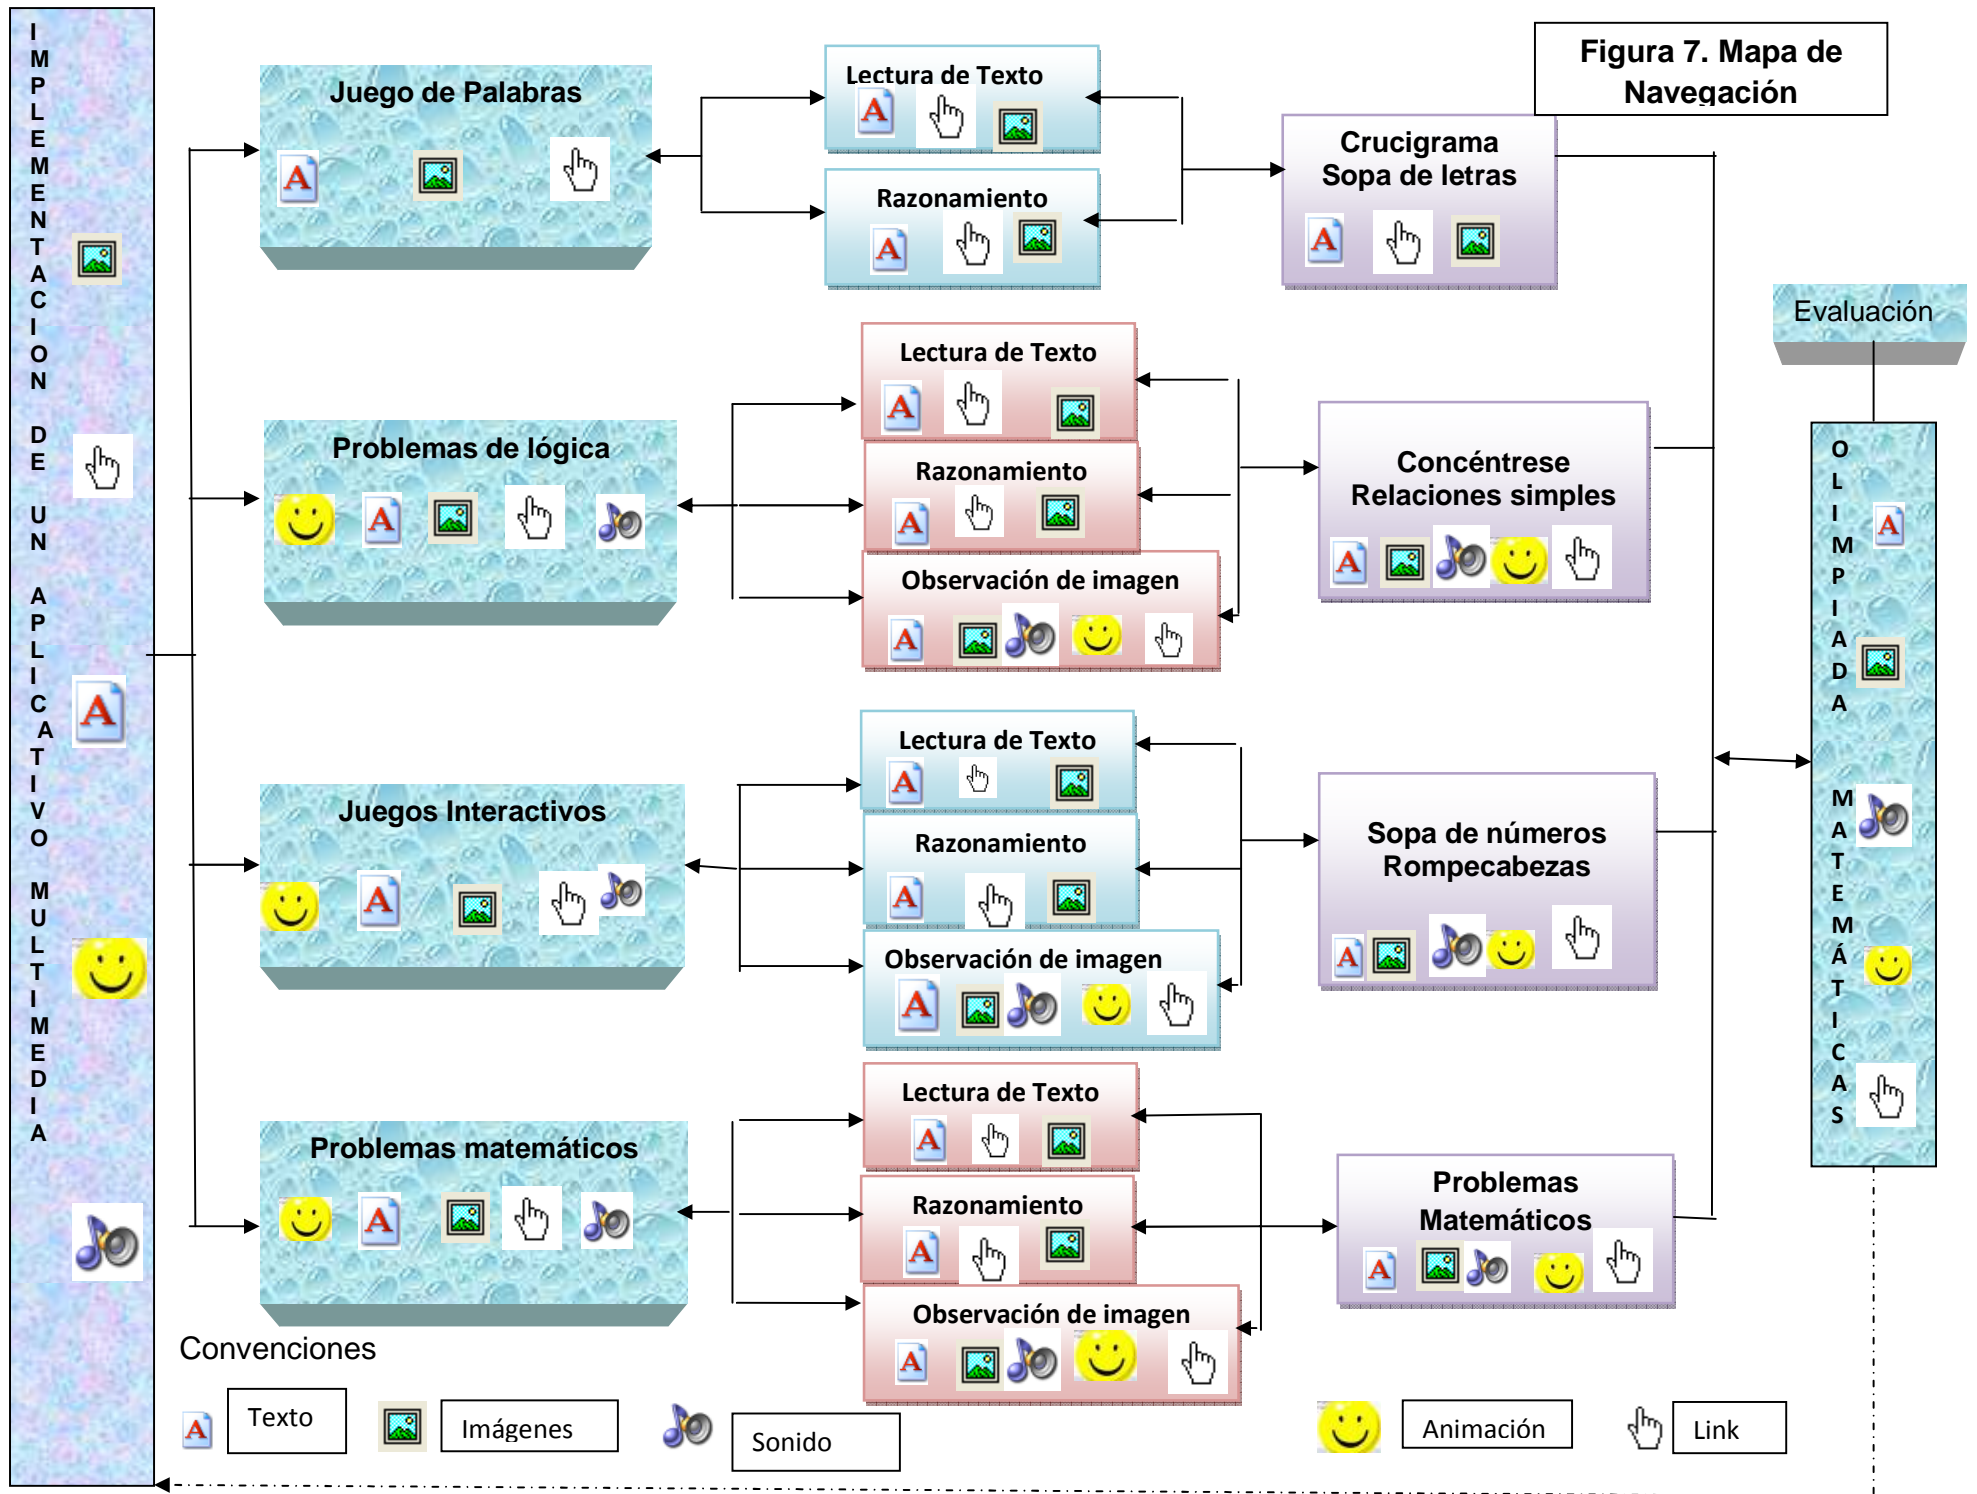 IMPLEMENTACION DE UN APLICATIVO MULTIMEDIA
Figura 7. Mapa de
Navegación
Juego de Palabras
Lectura de Texto
Razonamiento
Crucigrama
Sopa de letras
Problemas de lógica
Lectura de Texto
Razonamiento
Observación de imagen
Concéntrese
Relaciones simples
Juegos Interactivos
Lectura de Texto
Razonamiento
Observación de imagen
Sopa de números
Rompecabezas
Problemas matemáticos
Lectura de Texto
Razonamiento
Observación de imagen
Problemas
Matemáticos
Evaluación
OLIMPIADA MATEMÁTICAS
Convenciones
Texto
Imágenes
Sonido
Animación
Link